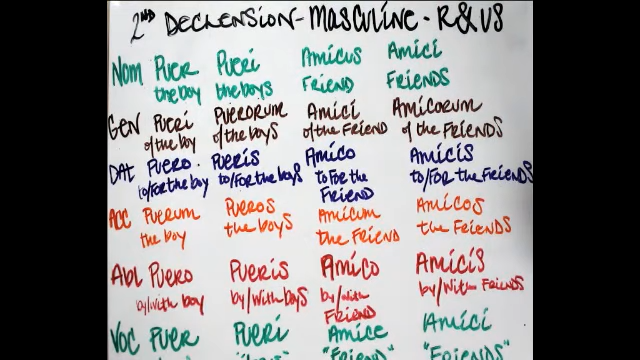 2ND DECLENSION - MASCULINE - R & US
NOM PUER PUERI AMICUS AMICI
the boy the boys FRIEND FRIENDS
GEN PUERI PUERORUM AMICI AMICORUM
of the boy of the boys of the FRIEND of the FRIENDS
DAT PUERO PUERIS AMICO AMICIS
to/for the boy to/for the boys to FOR the FRIEND to/FOR the FRIENDS
ACC PUERUM PUEROS AMICUM AMICOS
the boy the boys the FRIEND the FRIENDS
Abl PUERO PUERIS AMICO AMICIS
by/with boy by/with boys by/with FRIEND by/with FRIENDS
VOC PUER PUERI AMICE AMICI
"FRIEND" "FRIENDS"